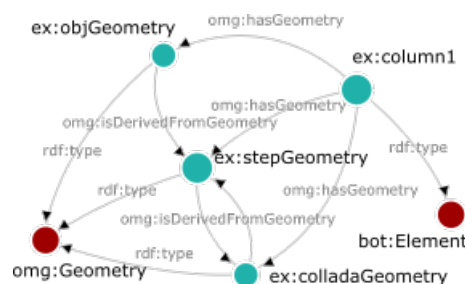 omg:hasGeometry
ex:objGeometry
ex:column1
omg:hasGeometry
omg:isDerivedFromGeometry
rdf:type
ex:stepGeometry
rdf:type
rdf:type
omg:hasGeometry
omg:isDerivedFromGeometry
bot:Element
rdf:type
omg:Geometry
ex:colladaGeometry